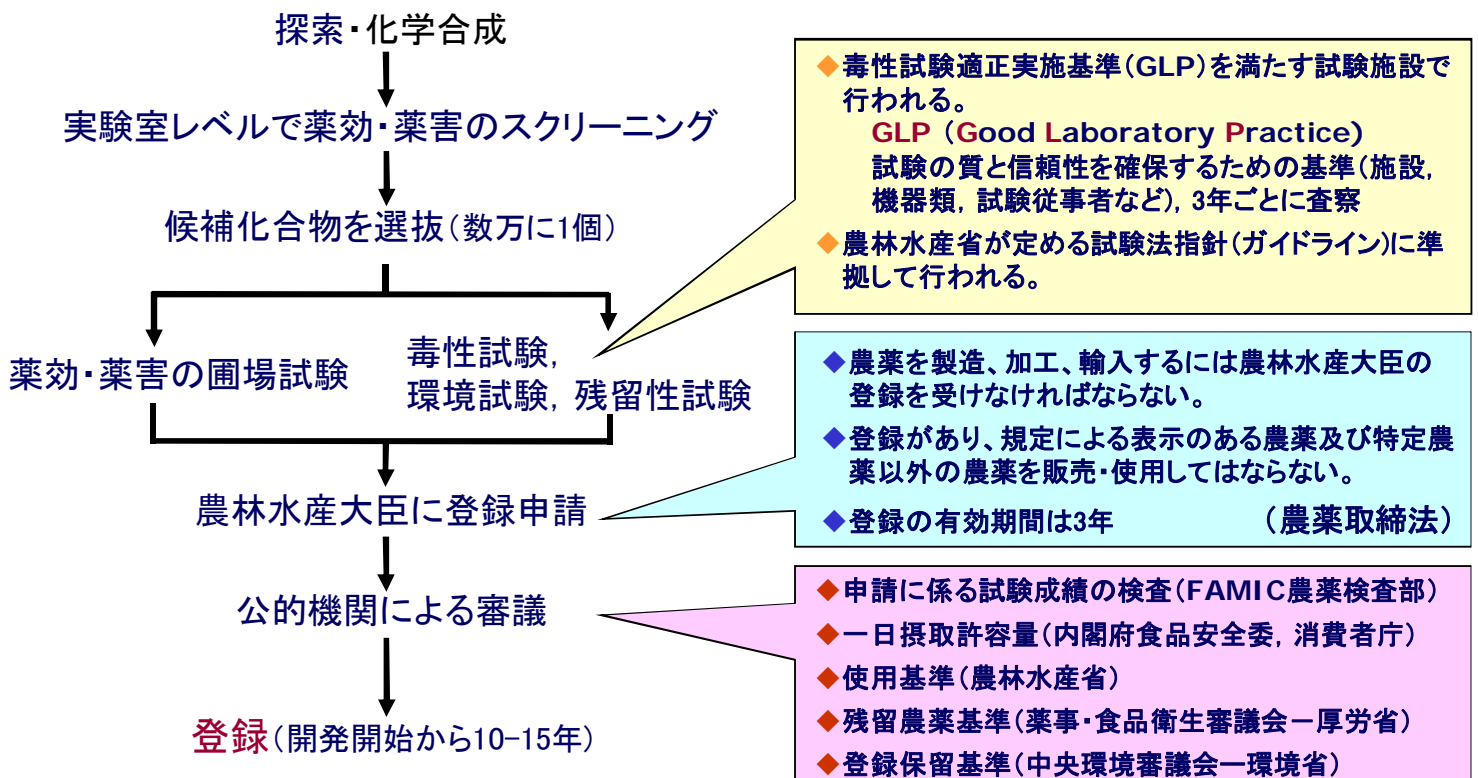 探索・化学合成
実験室レベルで薬効・薬害のスクリーニング
候補化合物を選抜（数万に1個）
薬効・薬害の圃場試験
毒性試験，
環境試験，残留性試験
農林水産大臣に登録申請
公的機関による審議
登録（開発開始から10-15年）
◆毒性試験適正実施基準（GLP）を満たす試験施設で
行われる。
GLP （Good Laboratory Practice）
試験の質と信頼性を確保するための基準（施設，
機器類，試験従事者など），3年ごとに査察
◆農林水産省が定める試験法指針（ガイドライン）に準
拠して行われる。
◆農薬を製造、加工、輸入するには農林水産大臣の
登録を受けなければならない。
◆登録があり、規定による表示のある農薬及び特定農
薬以外の農薬を販売・使用してはならない。
◆登録の有効期間は3年 （農薬取締法）
◆申請に係る試験成績の検査（FAMIC農薬検査部）
◆一日摂取許容量（内閣府食品安全委，消費者庁）
◆使用基準（農林水産省）
◆残留農薬基準（薬事・食品衛生審議会－厚労省）
◆登録保留基準（中央環境審議会－環境省）